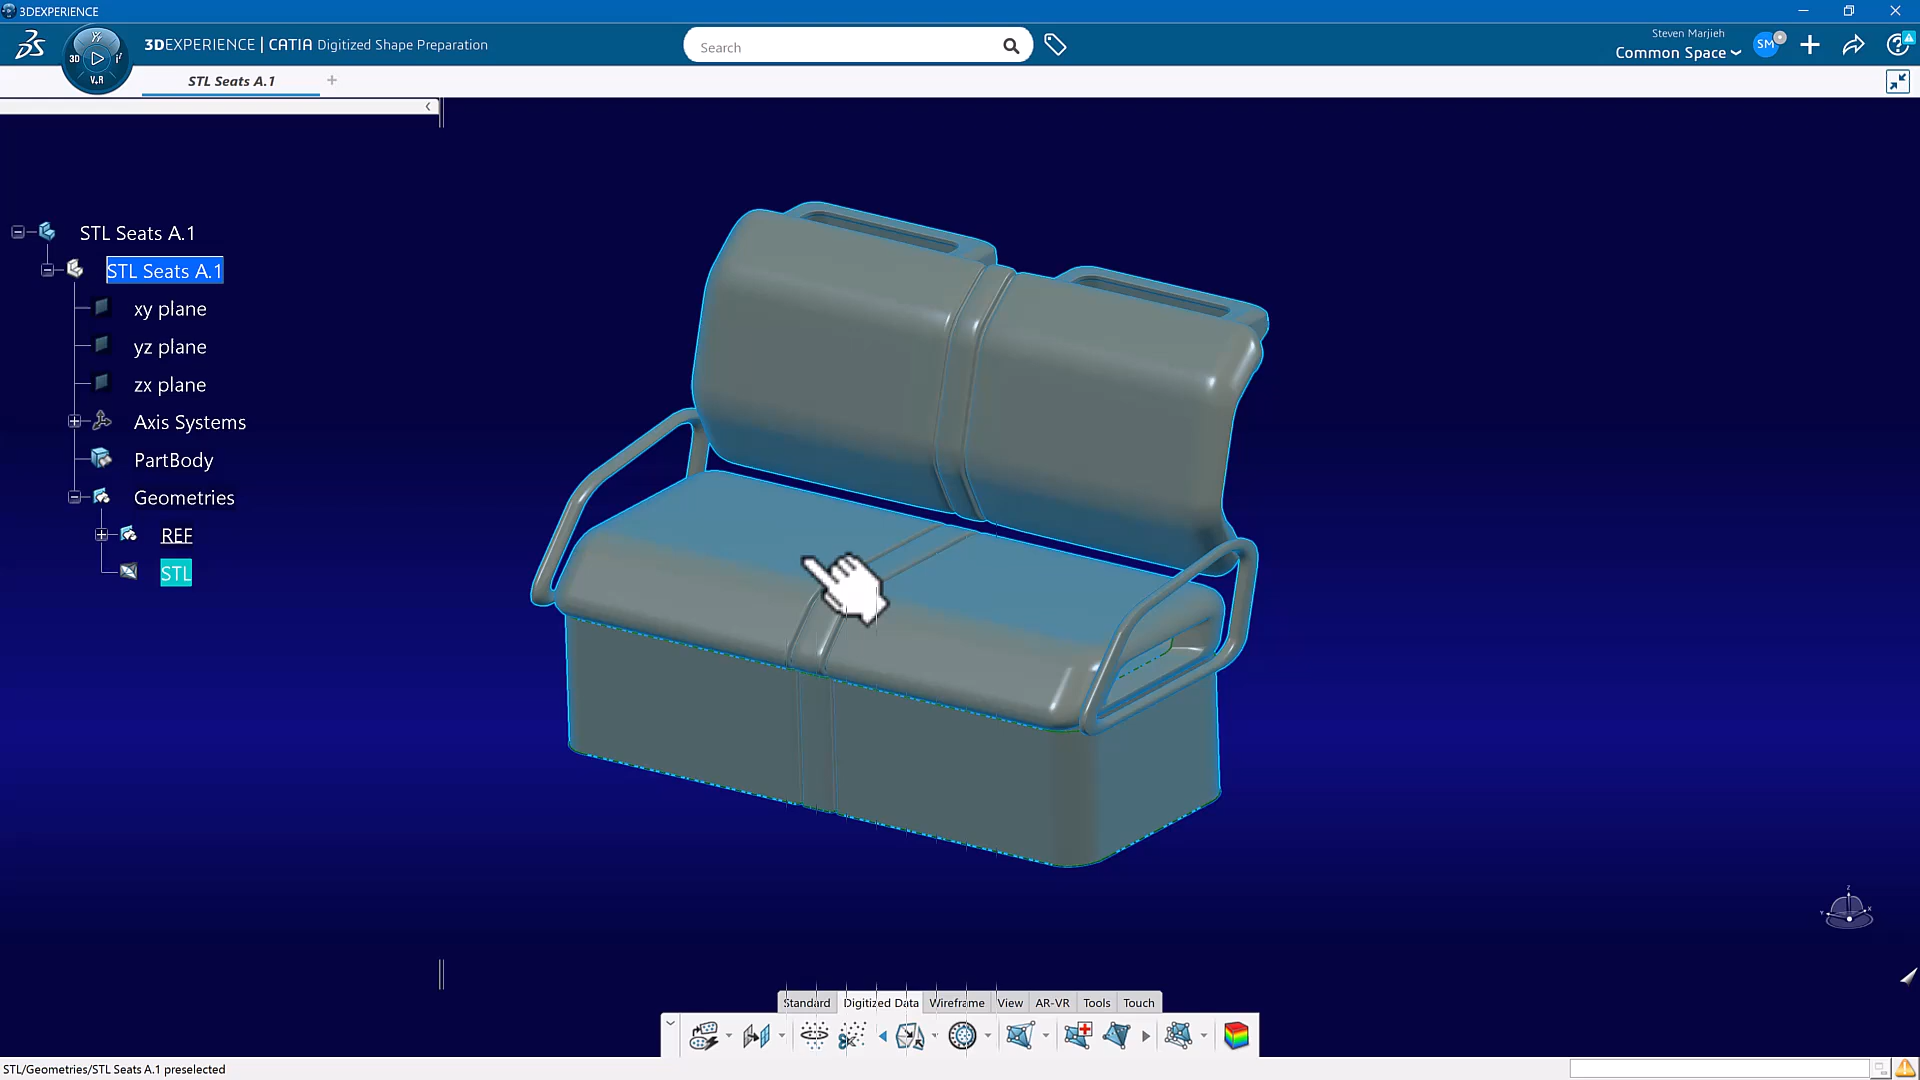 3DEXPERIENCE
3DEXPERIENCE | CATIA Digitized Shape Preparation
Search
Steven Marjieh
Common Space
SM
3D
V+R
STL Seats A.1
STL Seats A.1
STL Seats A.1
xy plane
yz plane
zx plane
Axis Systems
PartBody
Geometries
REF
STL
Standard
Digitized Data
Wireframe
View
AR-VR
Tools
Touch
STL/Geometries/STL Seats A.1 preselected